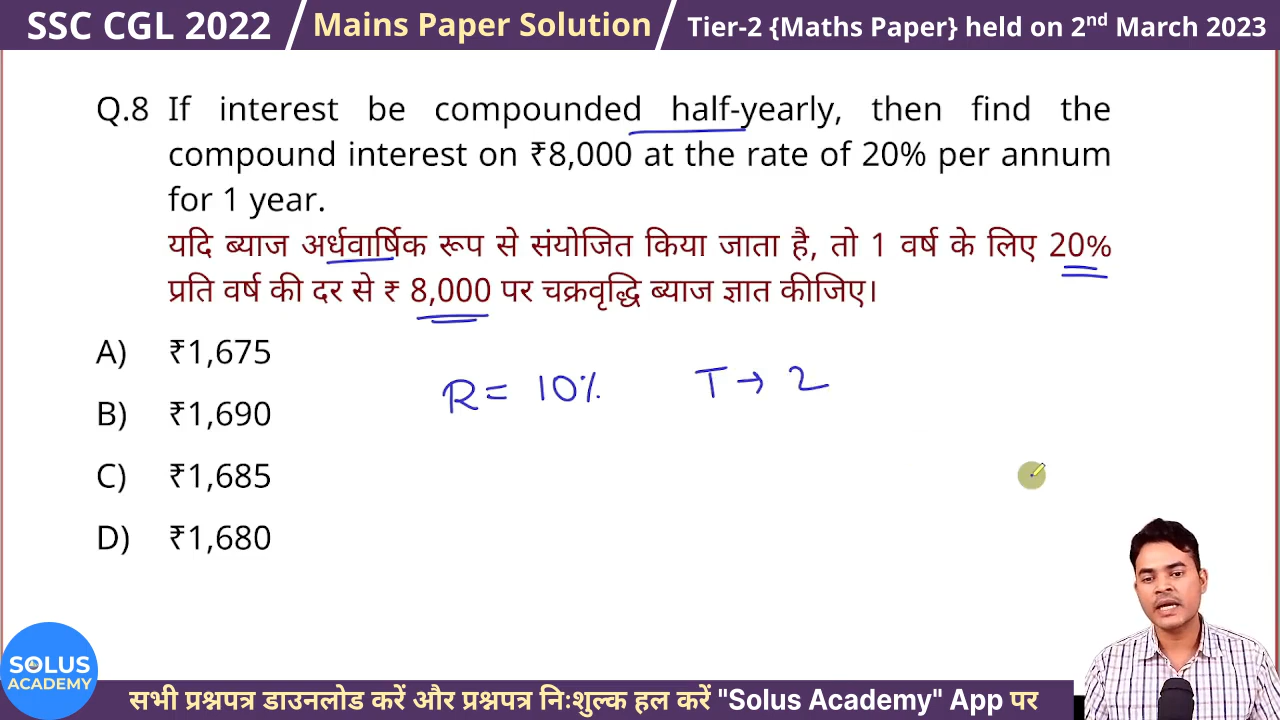 SSC CGL 2022 / Mains Paper Solution / Tier-2 {Maths Paper} held on 2nd March 2023
Q.8 If interest be compounded half-yearly, then find the
compound interest on ₹8,000 at the rate of 20% per annum
for 1 year.
यदि ब्याज अर्धवार्षिक रूप से संयोजित किया जाता है, तो 1 वर्ष के लिए 20%
प्रति वर्ष की दर से ₹ 8,000 पर चक्रवृद्धि ब्याज ज्ञात कीजिए।
A) ₹1,675
R = 10% T → 2
B) ₹1,690
C) ₹1,685
D) ₹1,680
SOLUS
ACADEMY
सभी प्रश्नपत्र डाउनलोड करें और प्रश्नपत्र निःशुल्क हल करें "Solus Academy" App पर